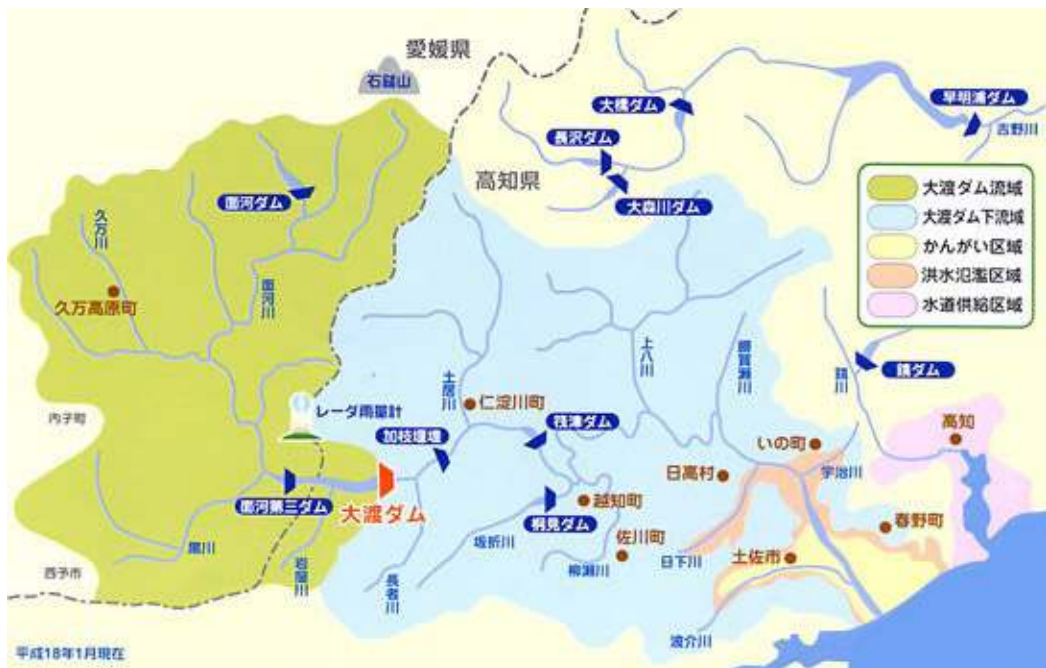 愛媛県
石鎚山
大橋ダム
早明浦ダム
吉野川
長沢ダム
高知県
大森川ダム
面河ダム
久万川
面河川
久万高原町
大渡ダム流域
大渡ダム下流域
かんがい区域
洪水氾濫区域
水道供給区域
上八川
鏡川
鏡ダム
土居川
仁淀川町
レーダ雨量計
内子町
加枝堰堤
筏津ダム
いの町
高知
日高村
宇治川
面河第三ダム
大渡ダム
桐見ダム
越知町
春野町
黒川
岩屋川
坂折川
佐川町
柳瀬川
日下川
土佐市
西予市
長者川
波介川
平成18年1月現在